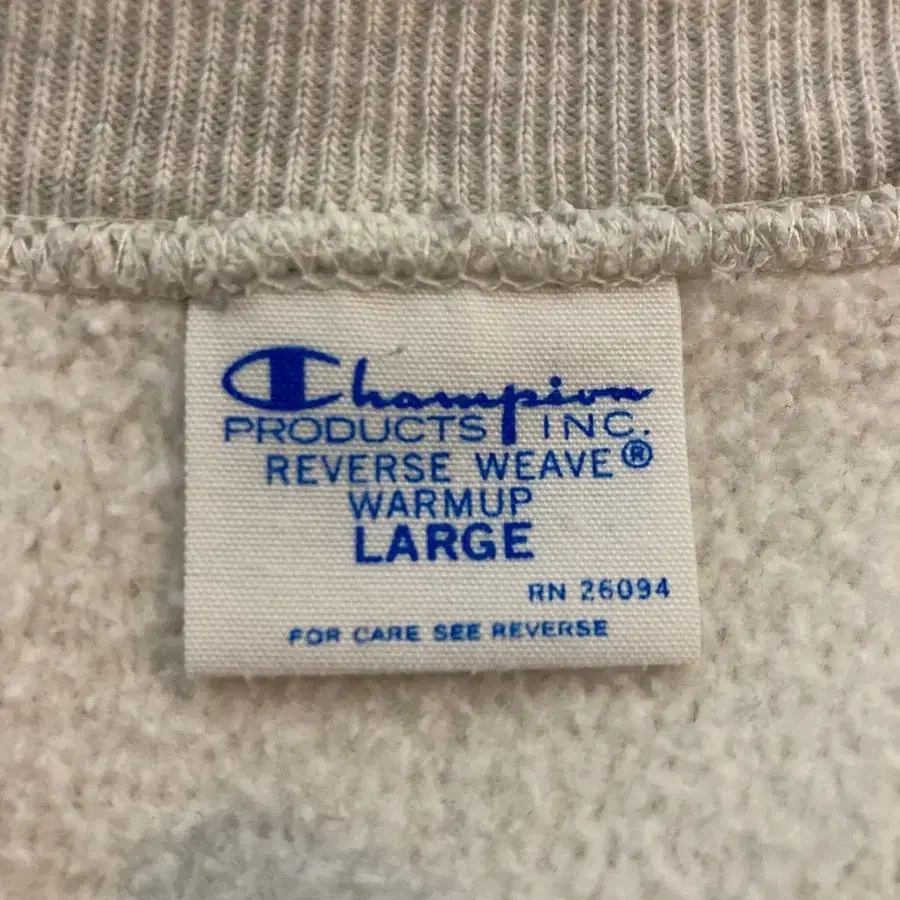 Champion
PRODUCTS INC.
REVERSE WEAVE®
WARMUP
LARGE
RN 26094
FOR CARE SEE REVERSE